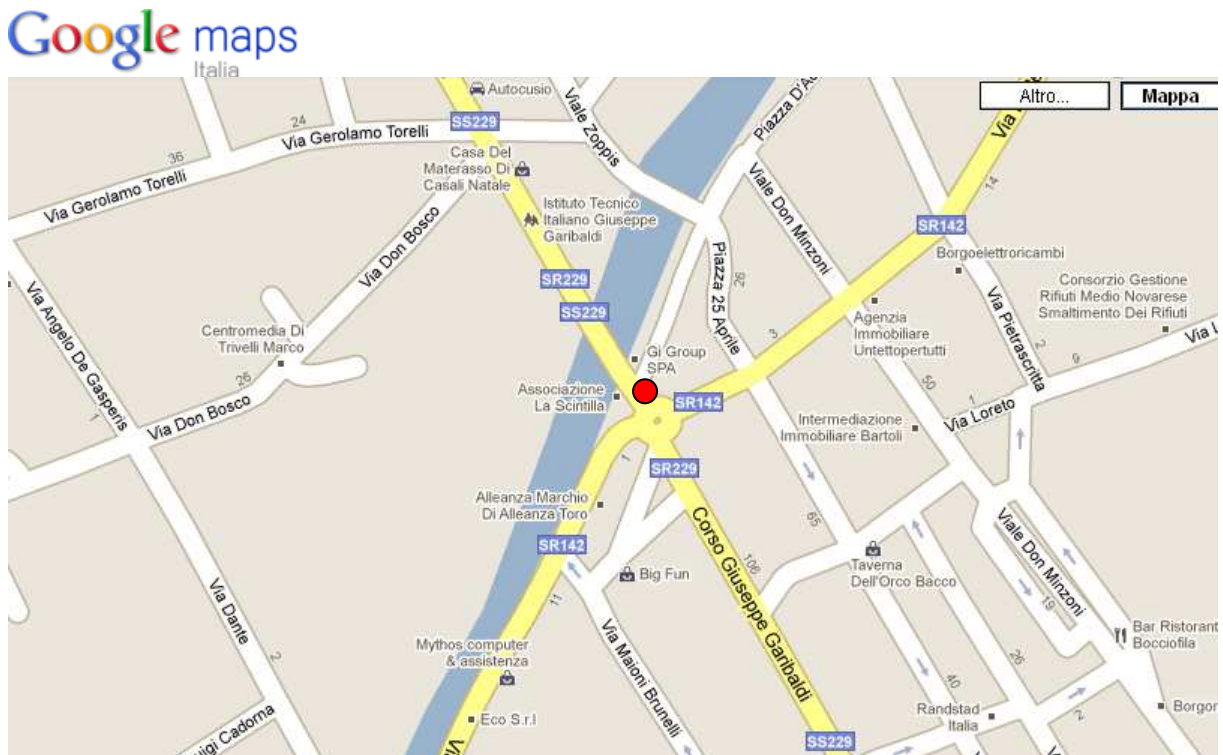 Google maps
Italia
Altro...
Mappa
Autocusio
SS229
24
Via Gerolamo Torelli
36
Via Gerolamo Torelli
Casa Del
Materasso Di
Casali Natale
Viale Zoppis
Istituto Tecnico
Italiano Giuseppe
Garibaldi
Viale Don Minzoni
14
SR142
Borgoelettroricambi
Via Don Bosco
Piazza 25 Aprile
26
SR229
SS229
Consorzio Gestione
Rifiuti Medio Novarese
Smaltimento Dei Rifiuti
Via Angelo De Gasperis
1
Centromedia Di
Trivelli Marco
26
Via Don Bosco
Gi Group
SPA
3
Agenzia
Immobiliare
Untettopertutti
Via Pietrascritta
2
9
Associazione
La Scintilla
SR142
50
1
Via Loreto
Intermediazione
Immobiliare Bartoli
1
SR229
Alleanza Marchio
Di Alleanza Toro
SR142
Corso Giuseppe Garibaldi
106
65
Viale Don Minzoni
19
Taverna
Dell'Orco Bacco
Big Fun
11
Via Dante
2
Via Maioni Brunelli
Mythos computer
& assistenza
Eco S.r.l
Bar Ristorant
Bocciofila
26
40
2
Randstad
Italia
Borgor
SS229
Cadorna